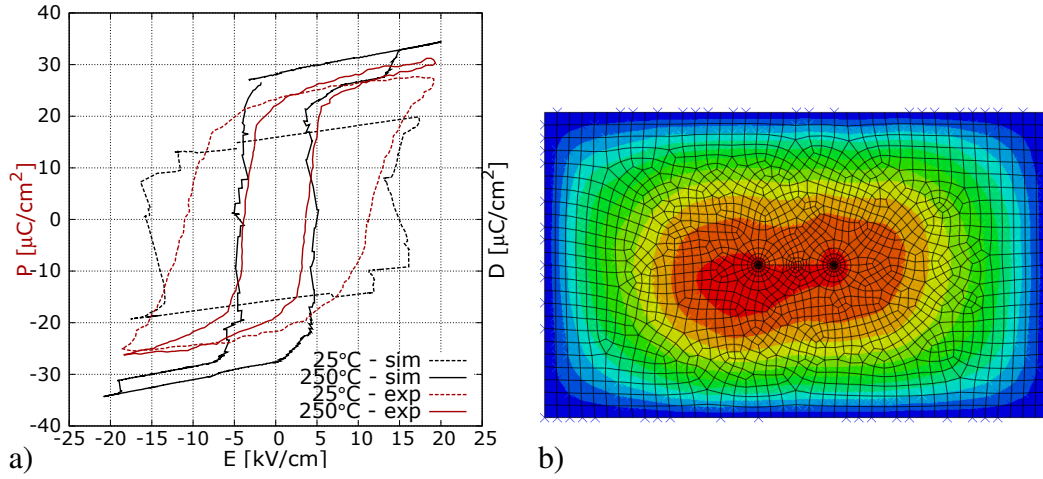 40
30
20
10
0
-10
-20
-30
-40
P [μC/cm²]
D [μC/cm²]
25°C - sim
250°C - sim
25°C - exp
250°C - exp
-25 -20 -15 -10 -5 0 5 10 15 20 25
E [kV/cm]
a)
b)